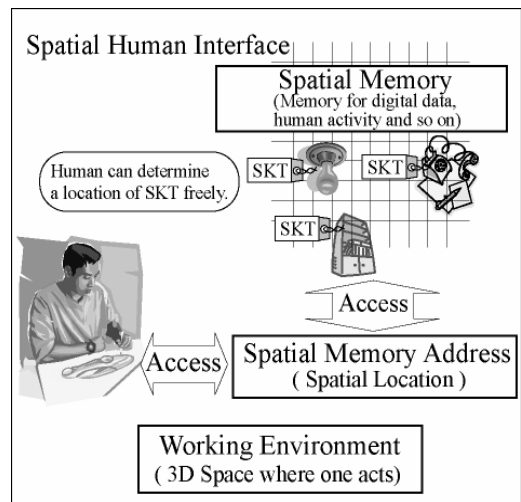 Spatial Human Interface
Spatial Memory
(Memory for digital data,
human activity and so on)
Human can determine
a location of SKT freely.
SKT
SKT
SKT
Access
Access
Spatial Memory Address
( Spatial Location )
Working Environment
( 3D Space where one acts)